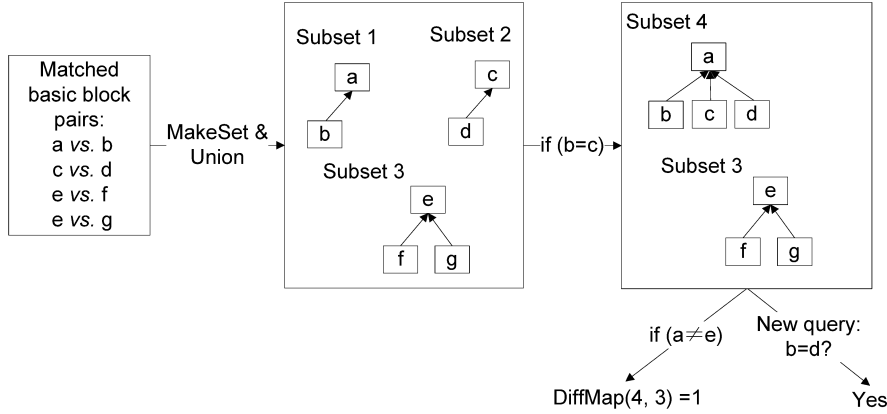 Matched
basic block
pairs:
a vs. b
c vs. d
e vs. f
e vs. g
MakeSet &
Union
Subset 1
a
b
Subset 2
c
d
Subset 3
e
f
g
if (b=c)
Subset 4
a
b
c
d
Subset 3
e
f
g
if (a≠e)
DiffMap(4, 3) =1
New query:
b=d?
Yes